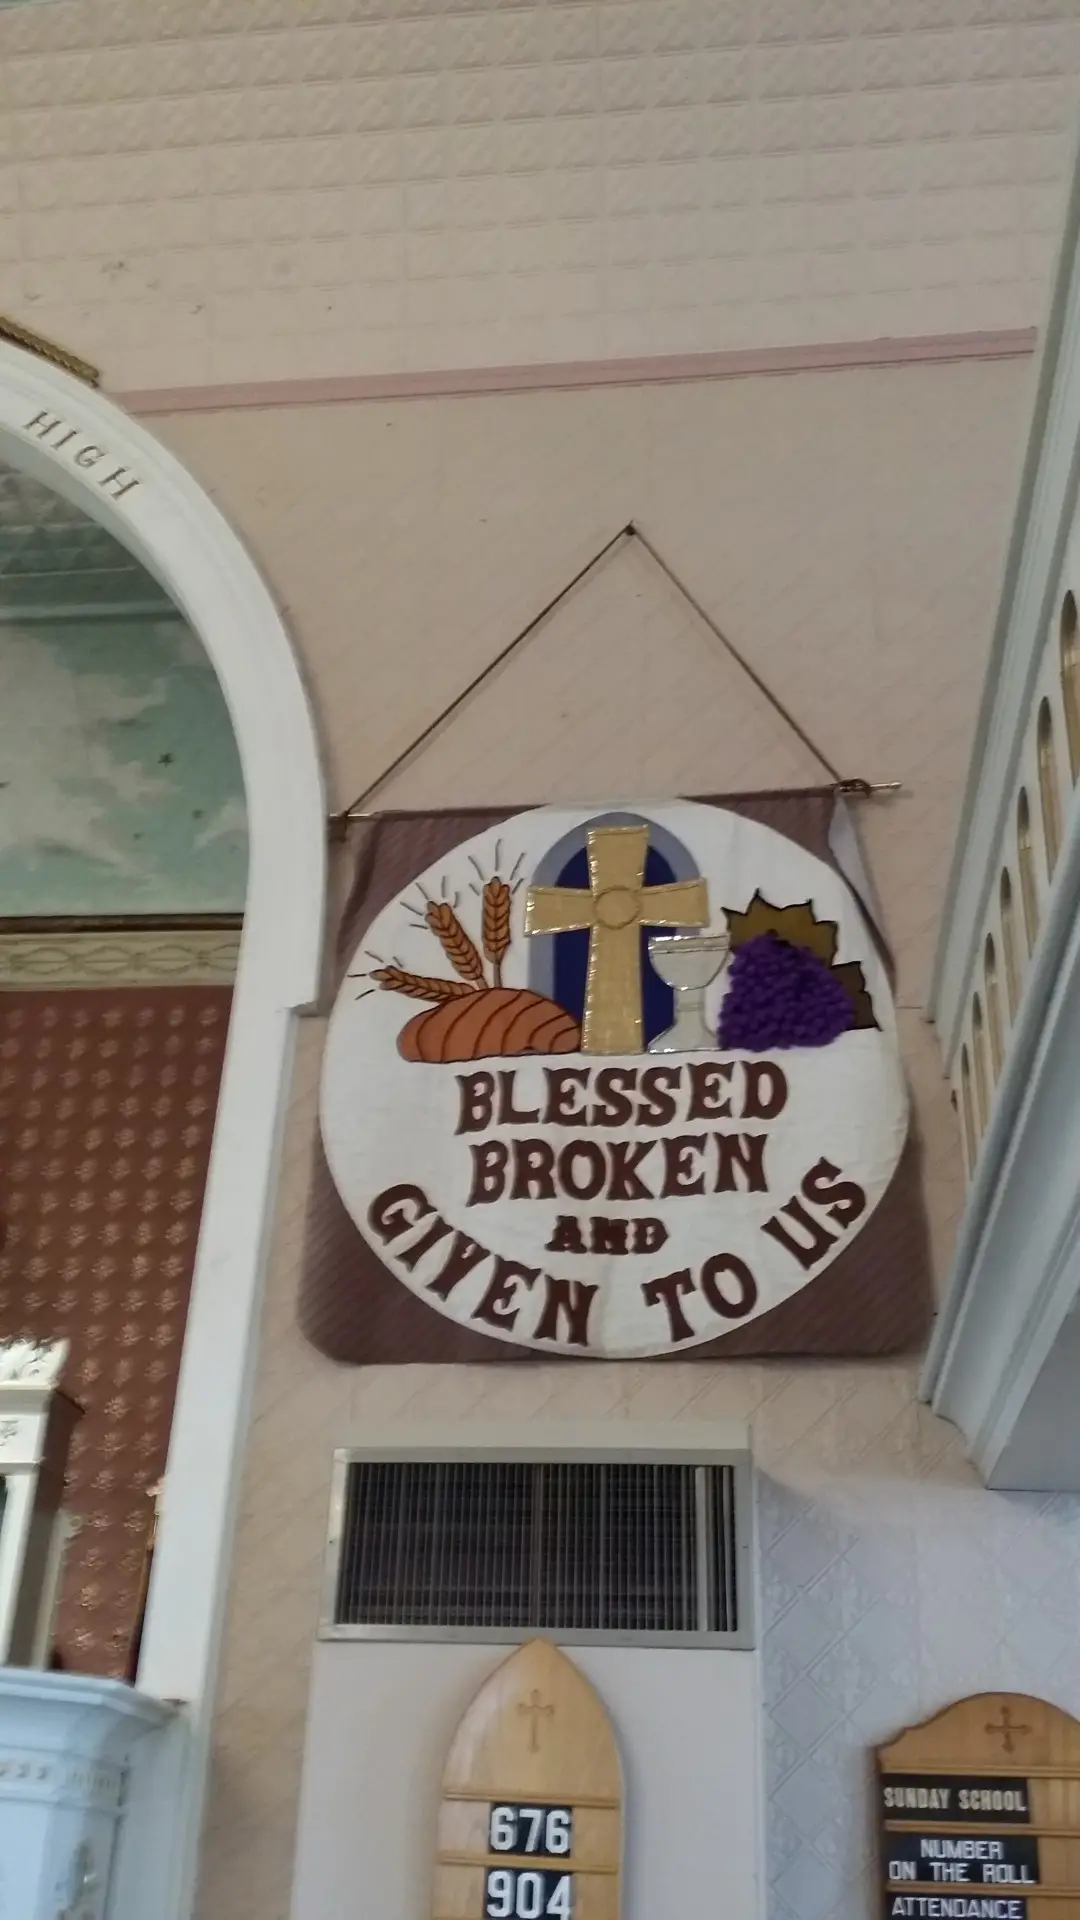 HIGH
BLESSED
BROKEN
AND
GIVEN TO US
676
904
SUNDAY SCHOOL
NUMBER
ON THE ROLL
ATTENDANCE